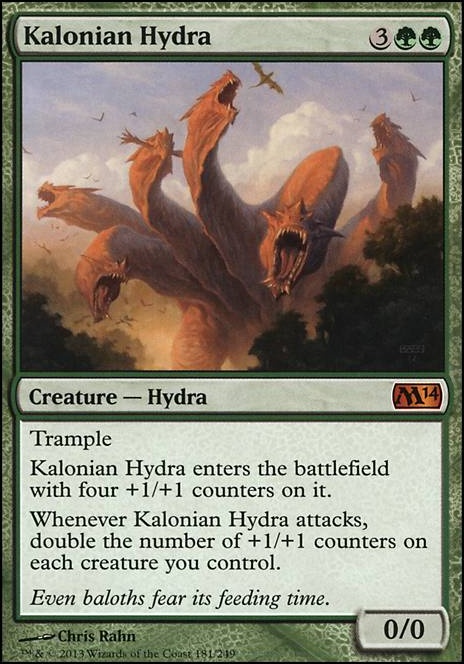 Kalonian Hydra 3
Creature — Hydra M14
Trample
Kalonian Hydra enters the battlefield
with four +1/+1 counters on it.
Whenever Kalonian Hydra attacks,
double the number of +1/+1 counters on
each creature you control.
Even baloths fear its feeding time.
Chris Rahn
™ & © 2013 Wizards of the Coast 181/249
0/0